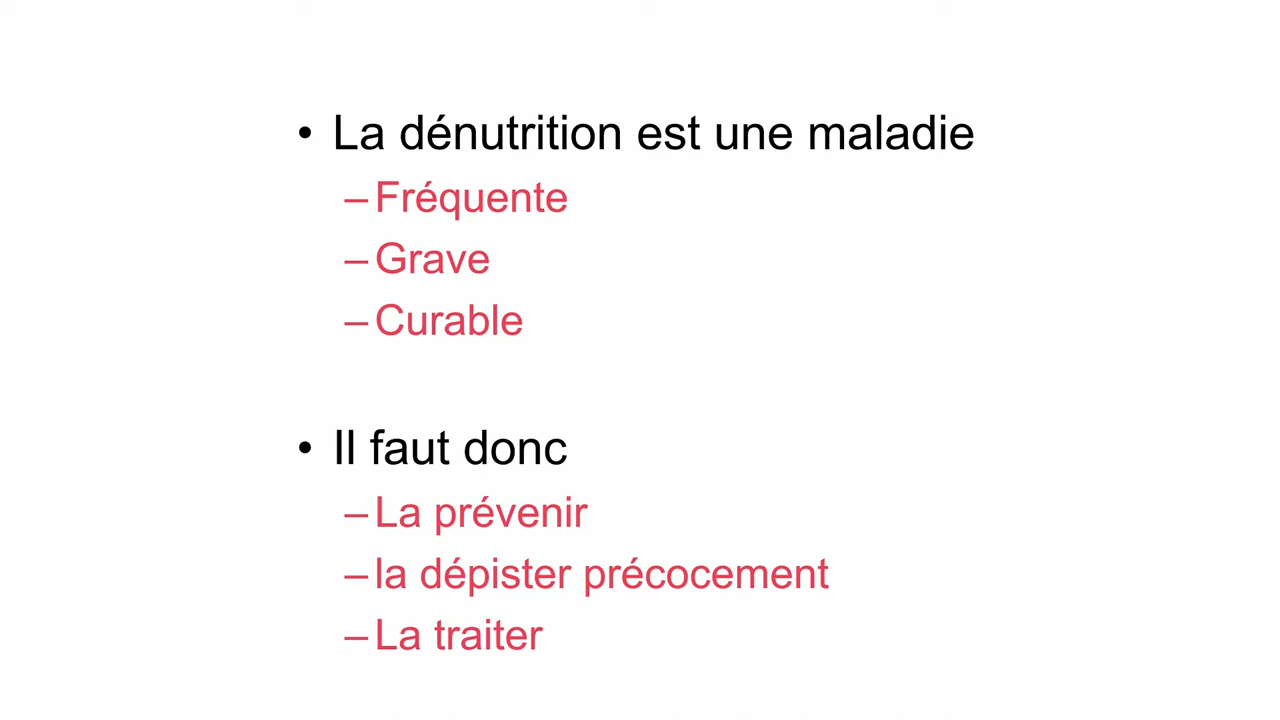 • La dénutrition est une maladie
–Fréquente
–Grave
–Curable
• Il faut donc
–La prévenir
–la dépister précocement
–La traiter